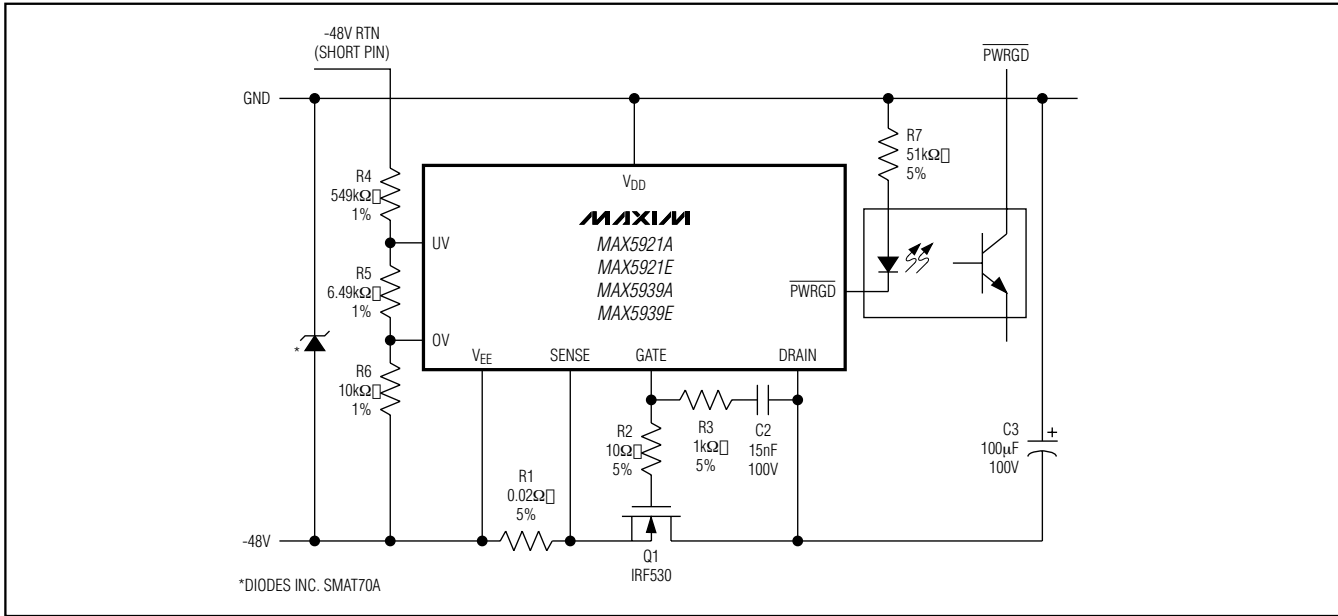 -48V RTN
(SHORT PIN)
PWRGD
GND
R7
51kΩ▯
5%
R4
549kΩ▯
1%
VDD
MAXIM
MAX5921A
MAX5921E
MAX5939A
MAX5939E
UV
R5
6.49kΩ▯
1%
PWRGD
OV
*
VEE
SENSE
GATE
DRAIN
R6
10kΩ▯
1%
R2
10Ω▯
5%
R3
1kΩ▯
5%
C2
15nF
100V
C3
100µF
100V
+
R1
0.02Ω▯
5%
-48V
Q1
IRF530
*DIODES INC. SMAT70A